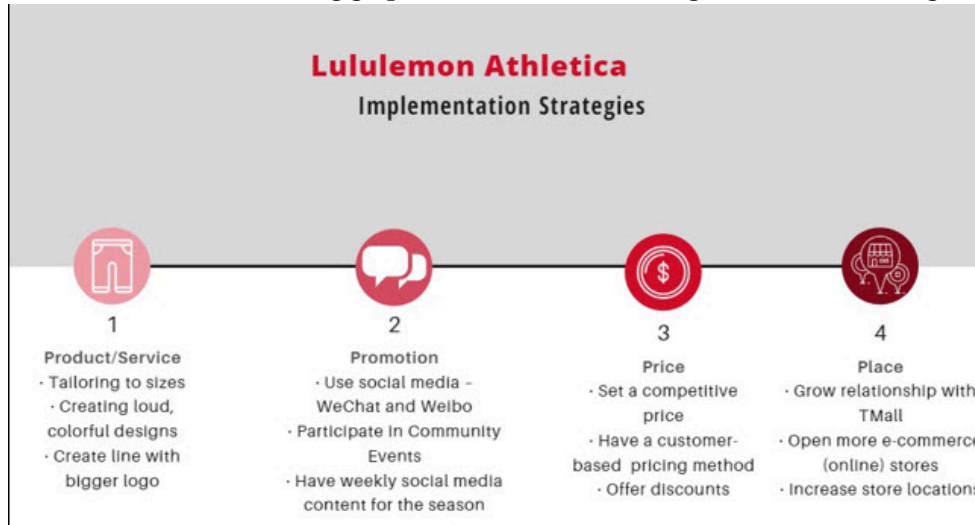 Lululemon Athletica
Implementation Strategies
1
Product/Service
· Tailoring to sizes
· Creating loud,
colorful designs
· Create line with
bigger logo
2
Promotion
· Use social media –
WeChat and Weibo
· Participate in Community
Events
· Have weekly social media
content for the season
$
3
Price
· Set a competitive
price
· Have a customer-
based pricing method
· Offer discounts
4
Place
· Grow relationship with
TMall
· Open more e-commerce
(online) stores
· Increase store locations